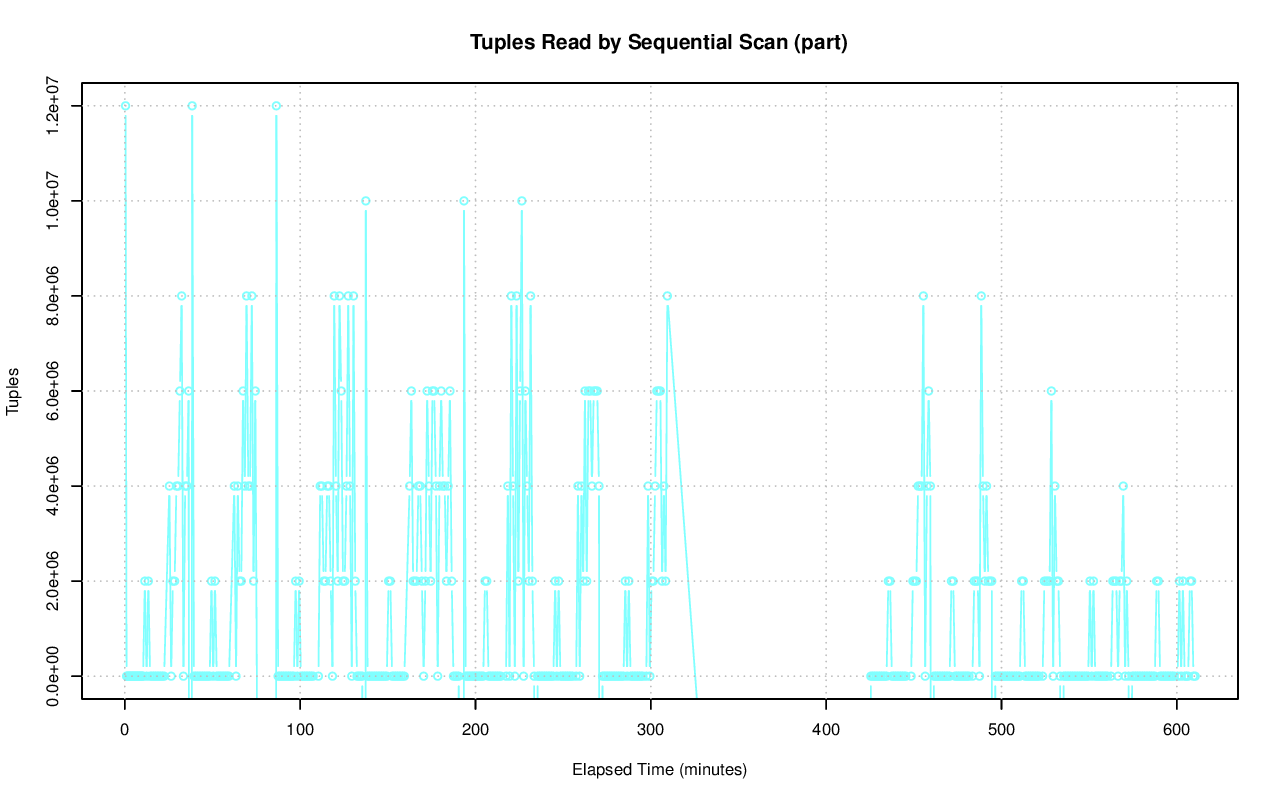 Tuples Read by Sequential Scan (part)
Tuples
1.2e+07
1.0e+07
8.0e+06
6.0e+06
4.0e+06
2.0e+06
0.0e+00
0 100 200 300 400 500 600
Elapsed Time (minutes)